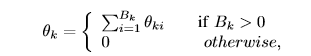 θ_k = { ∑_{i=1}^{B_k} θ_{ki} if B_k > 0
0 otherwise,